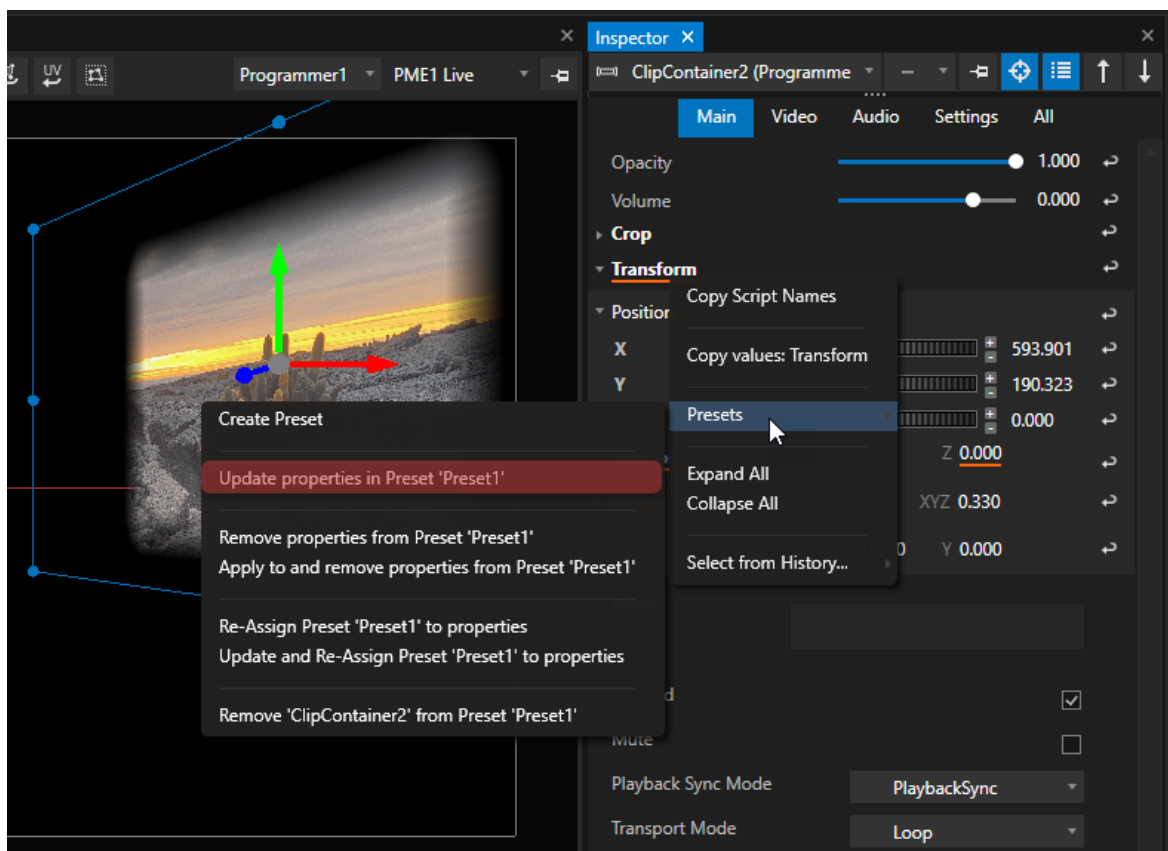 Inspector
UV
Programmer1
PME1 Live
ClipContainer2 (Programme
Main Video Audio Settings All
Opacity 1.000
Volume 0.000
Crop
Transform
Position
X 593.901
Y 190.323
0.000
Z 0.000
XYZ 0.330
0 Y 0.000
Copy Script Names
Copy values: Transform
Presets
Expand All
Collapse All
Select from History...
Create Preset
Update properties in Preset 'Preset1'
Remove properties from Preset 'Preset1'
Apply to and remove properties from Preset 'Preset1'
Re-Assign Preset 'Preset1' to properties
Update and Re-Assign Preset 'Preset1' to properties
Remove 'ClipContainer2' from Preset 'Preset1'
Mute
Playback Sync Mode PlaybackSync
Transport Mode Loop